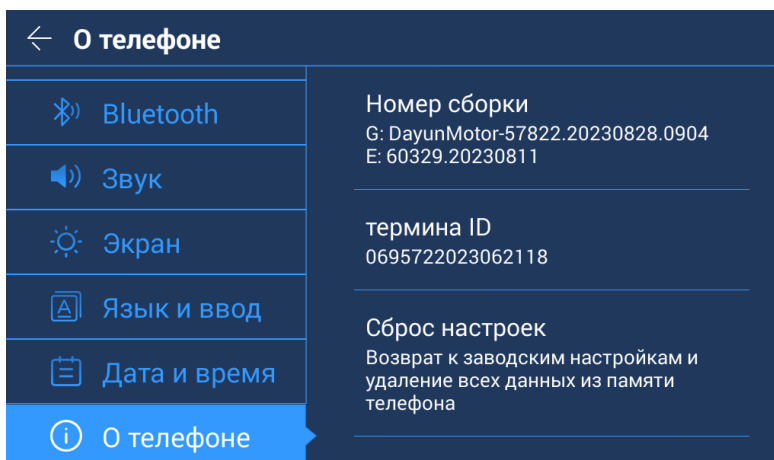 О телефоне
Bluetooth
Звук
Экран
Язык и ввод
Дата и время
О телефоне
Номер сборки
G: DayunMotor-57822.20230828.0904
E: 60329.20230811
термина ID
0695722023062118
Сброс настроек
Возврат к заводским настройкам и
удаление всех данных из памяти
телефона